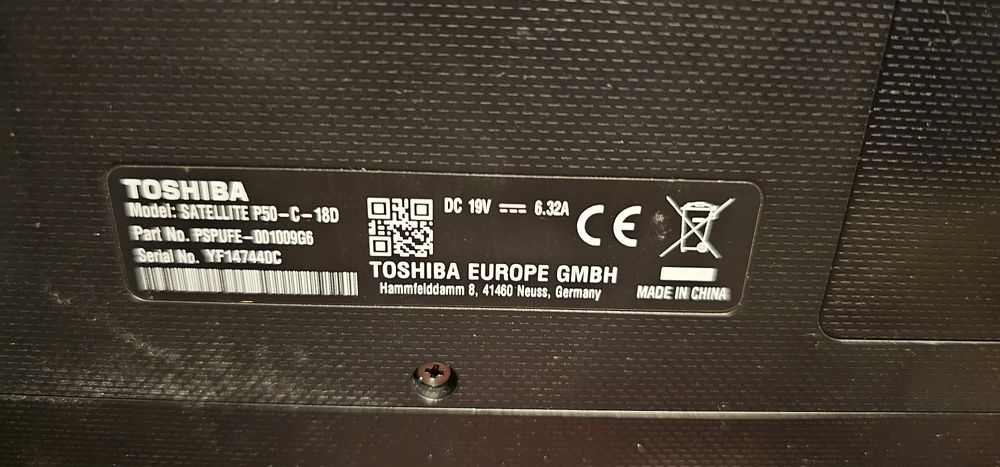 TOSHIBA
Model: SATELLITE P50-C-18D
Part No. PSPUFE-001009G6
Serial No. YF147440C
DC 19V ⎓ 6.32A
CE
TOSHIBA EUROPE GMBH
Hammfelddamm 8, 41460 Neuss, Germany
MADE IN CHINA